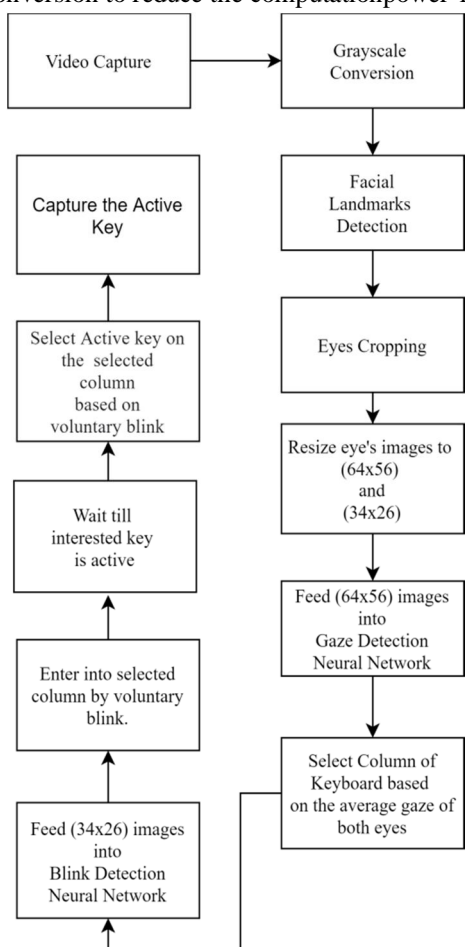 onversion to reduce the computationpower
Video Capture
Grayscale
Conversion
Facial
Landmarks
Detection
Eyes Cropping
Resize eye's images to
(64x56)
and
(34x26)
Feed (64x56) images
into
Gaze Detection
Neural Network
Select Column of
Keyboard based
on the average gaze of
both eyes
Feed (34x26) images
into
Blink Detection
Neural Network
Enter into selected
column by voluntary
blink.
Wait till
interested key
is active
Select Active key on
the selected
column
based on
voluntary blink
Capture the Active
Key